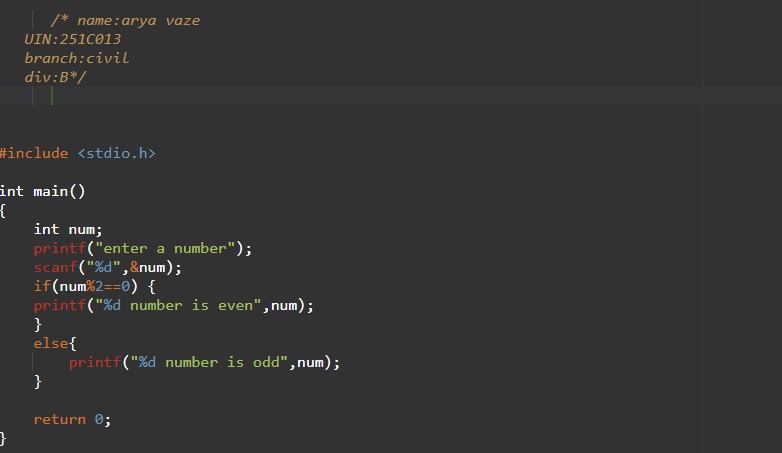 /* name:arya vaze
UIN:251C013
branch:civil
div:B*/
#include <stdio.h>
int main()
{
int num;
printf("enter a number");
scanf("%d",&num);
if(num%2==0) {
printf("%d number is even",num);
}
else{
printf("%d number is odd",num);
}
return 0;
}